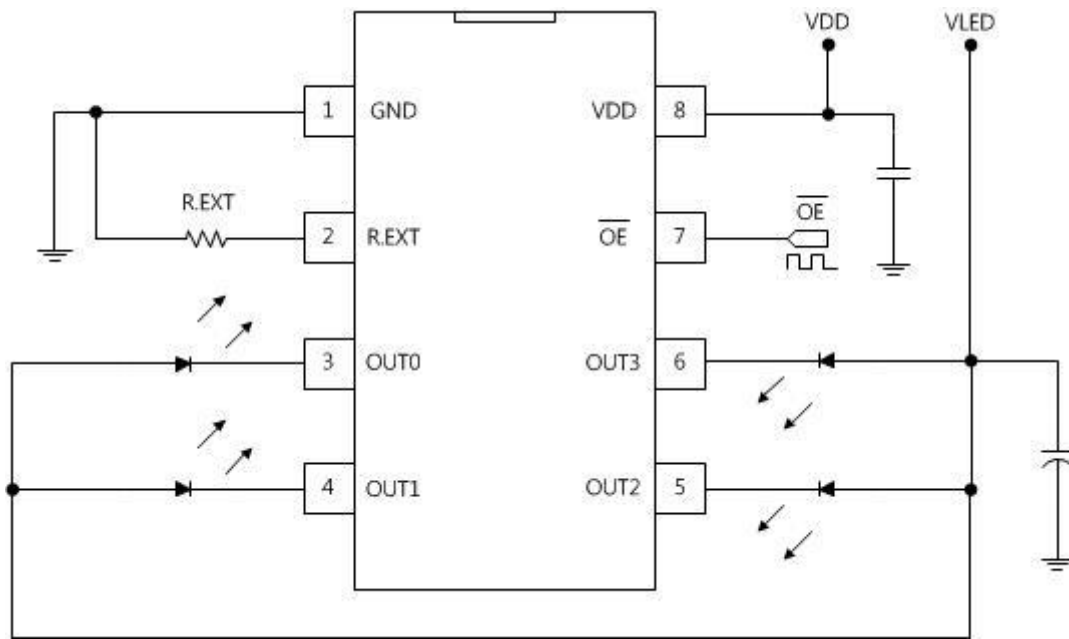 VDD VLED
1 GND VDD 8
R.EXT
OE
2 R.EXT OE 7
3 OUT0 OUT3 6
4 OUT1 OUT2 5